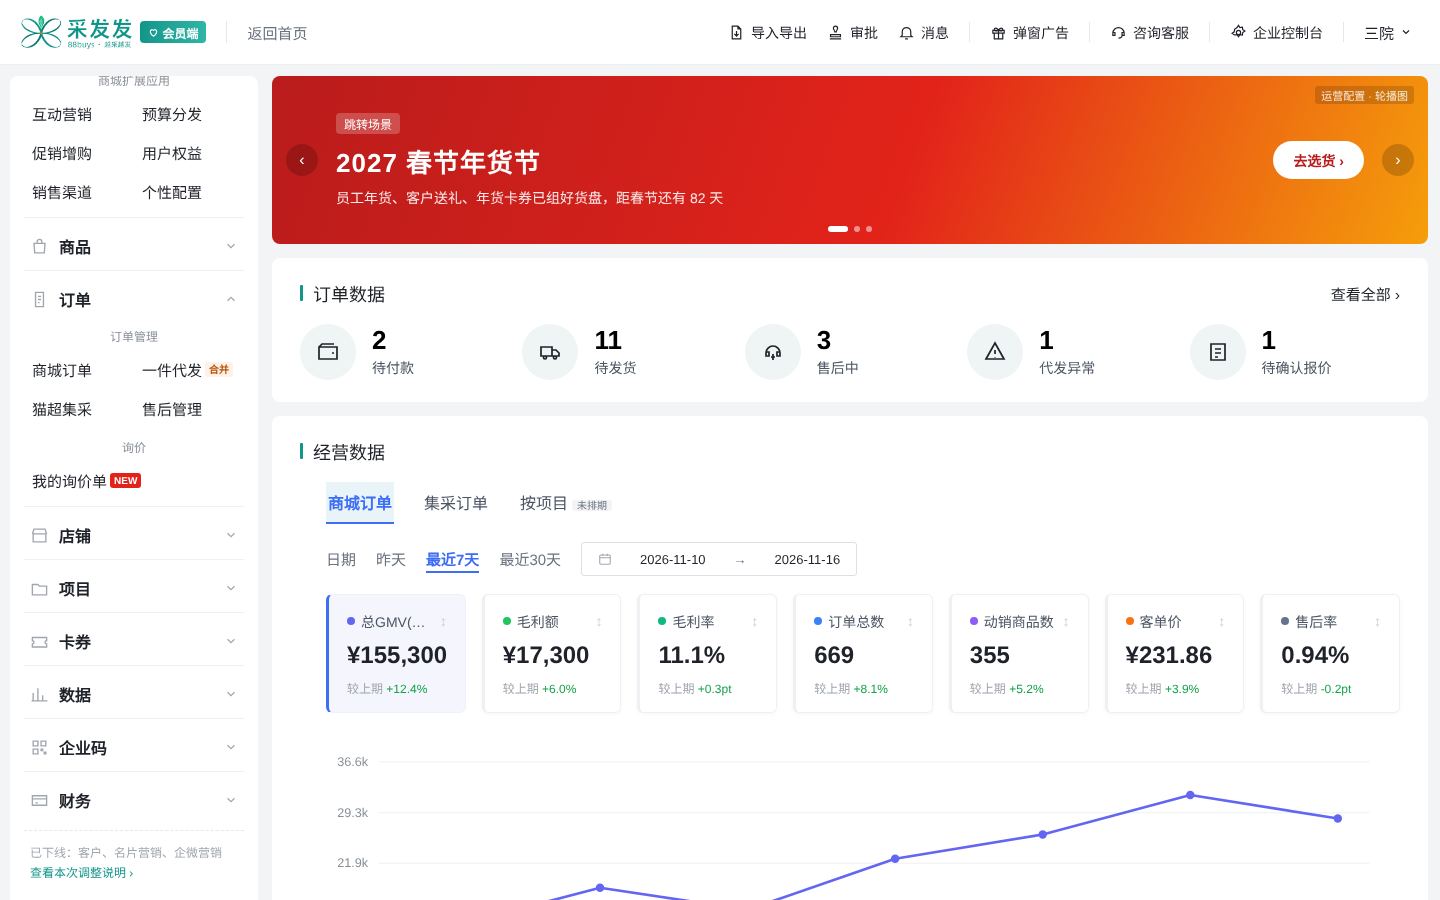 采发发
88buys · 越采越发
会员端
返回首页
导入导出
审批
消息
弹窗广告
咨询客服
企业控制台
三院
商城扩展应用
互动营销 预算分发
促销增购 用户权益
销售渠道 个性配置
商品
订单
订单管理
商城订单 一件代发 合并
猫超集采 售后管理
询价
我的询价单 NEW
店铺
项目
卡券
数据
企业码
财务
已下线：客户、名片营销、企微营销
查看本次调整说明 ›
运营配置 · 轮播图
跳转场景
2027 春节年货节
员工年货、客户送礼、年货卡券已组好货盘，距春节还有 82 天
‹
去选货 ›
›
订单数据
查看全部 ›
2
待付款
11
待发货
3
售后中
1
代发异常
1
待确认报价
经营数据
商城订单 集采订单 按项目 未排期
日期 昨天 最近7天 最近30天 2026-11-10 → 2026-11-16
总GMV(... ↕
¥155,300
较上期 +12.4%
毛利额 ↕
¥17,300
较上期 +6.0%
毛利率 ↕
11.1%
较上期 +0.3pt
订单总数 ↕
669
较上期 +8.1%
动销商品数 ↕
355
较上期 +5.2%
客单价 ↕
¥231.86
较上期 +3.9%
售后率 ↕
0.94%
较上期 -0.2pt
36.6k
29.3k
21.9k